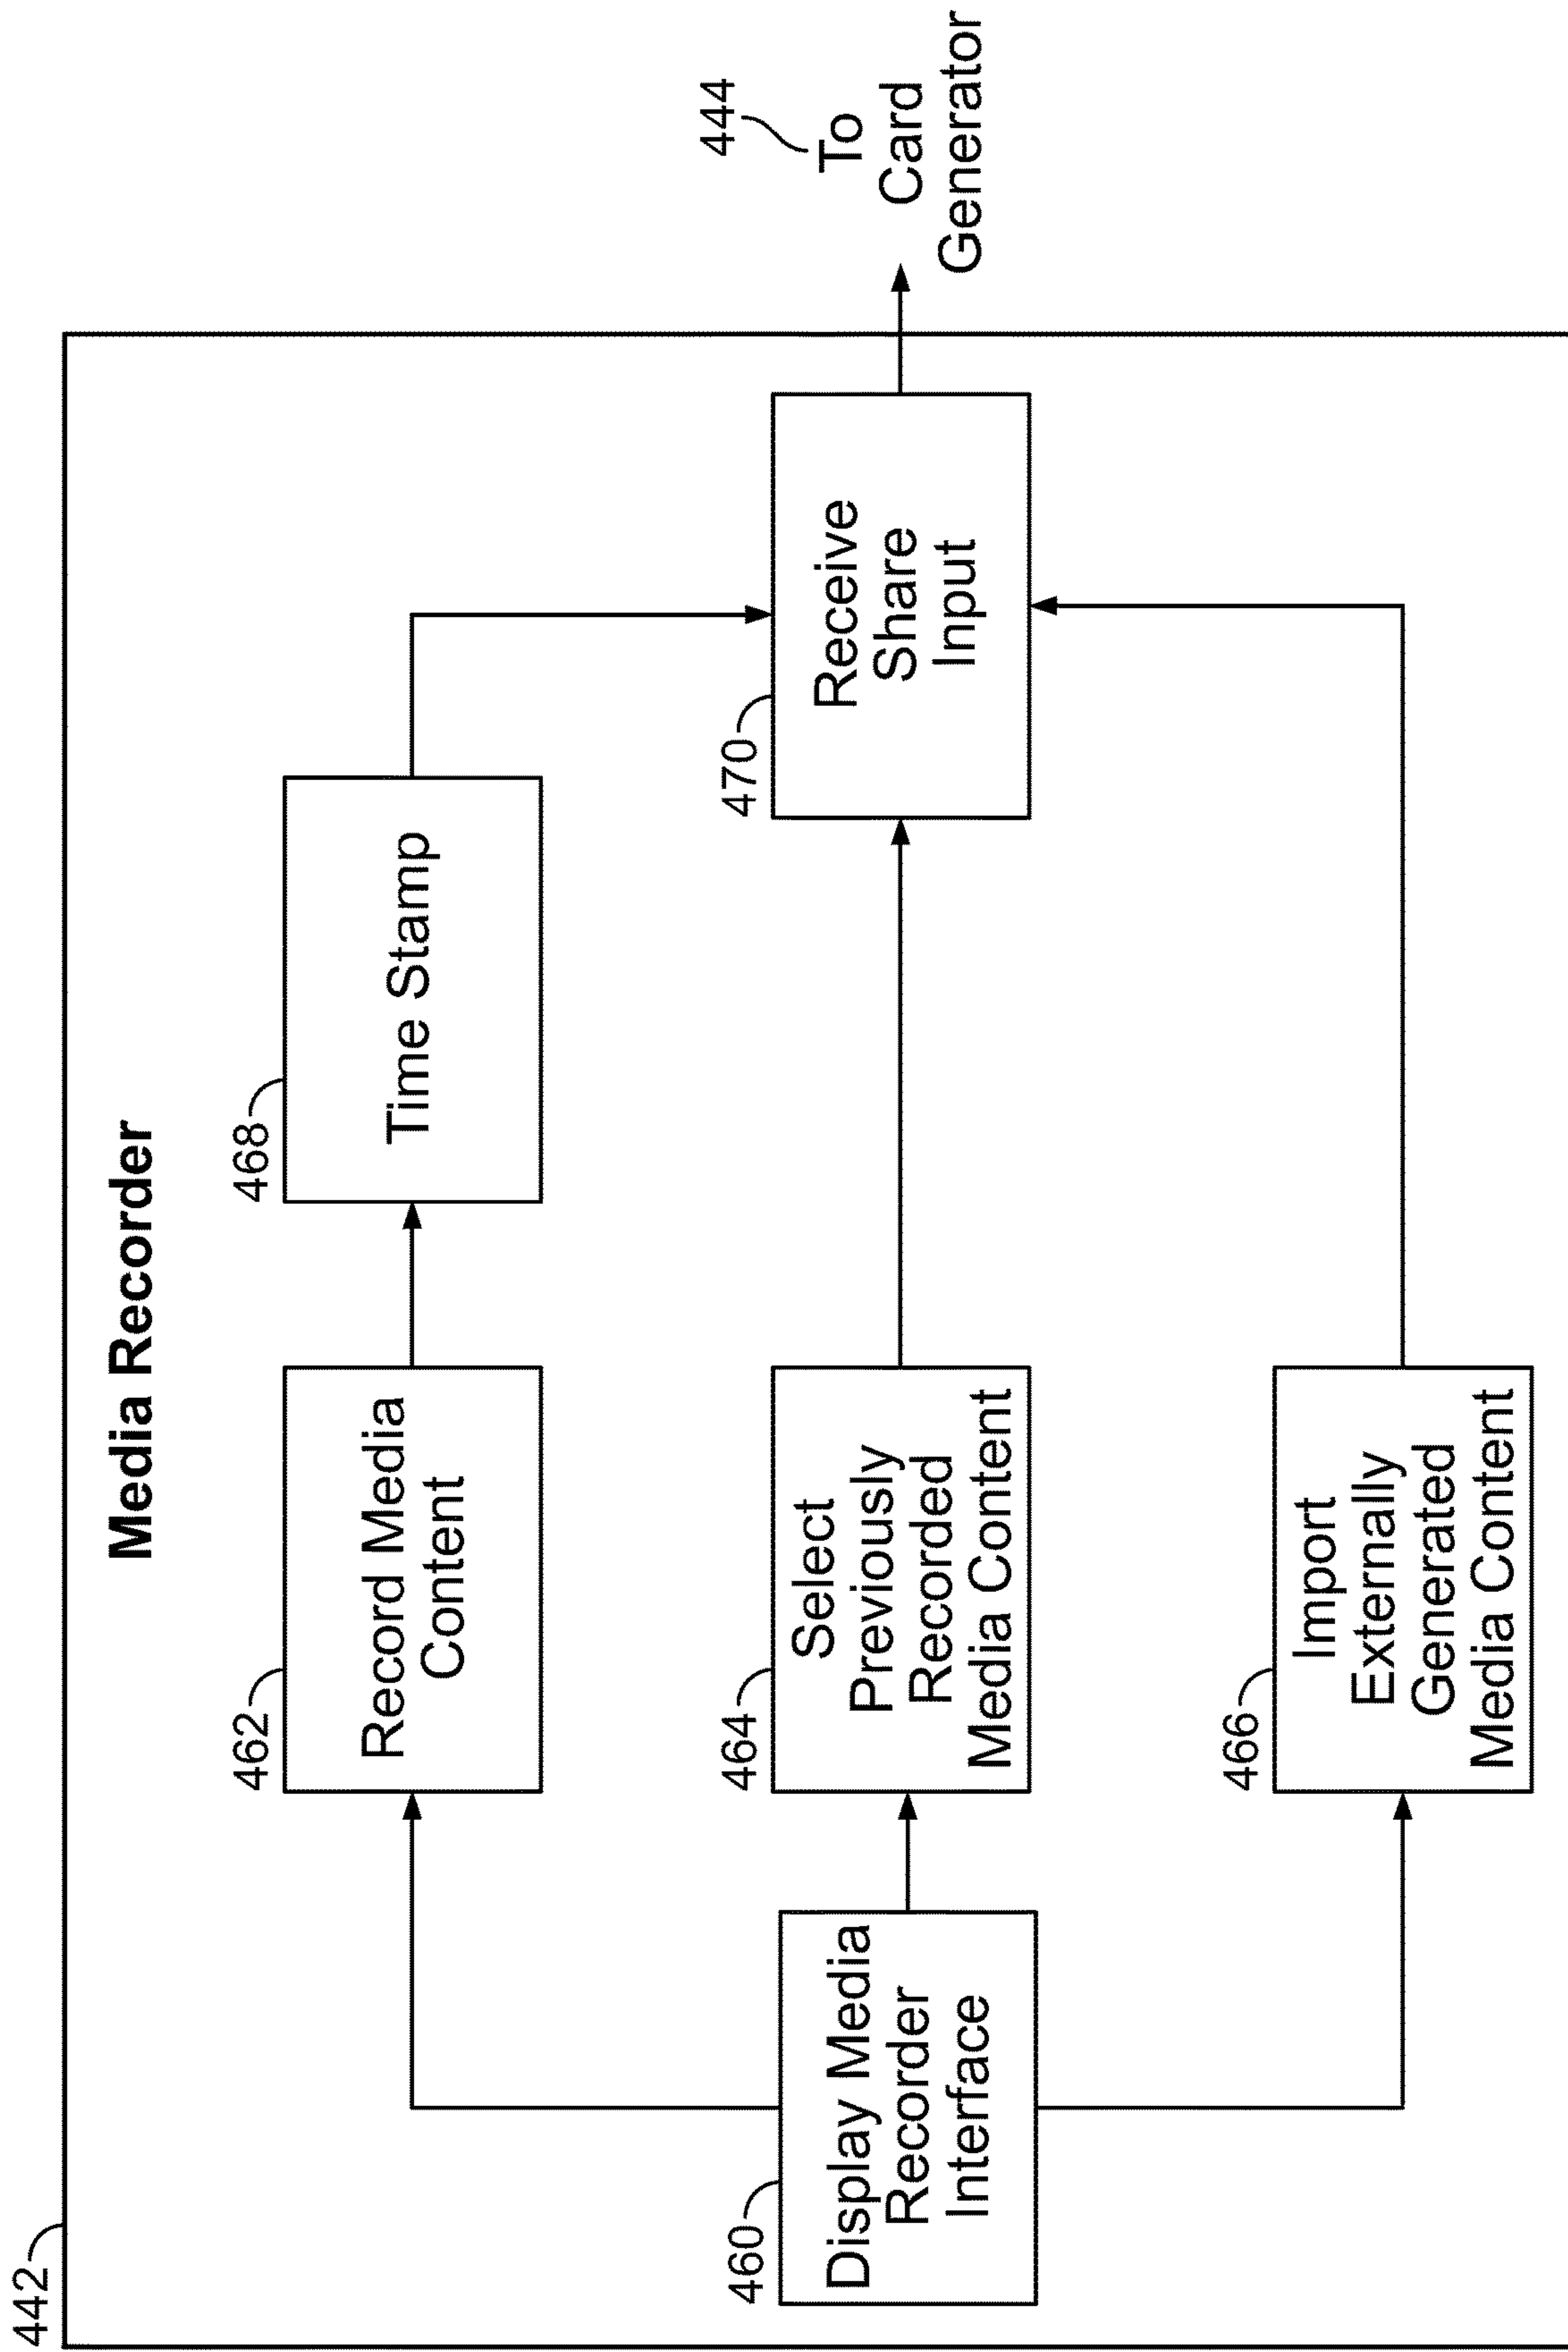 442
Media Recorder
462
Record Media
Content
468
Time Stamp
444
To
Card
Generator
460
Display Media
Recorder
Interface
464
Select
Previously
Recorded
Media Content
470
Receive
Share
Input
466
Import
Externally
Generated
Media Content